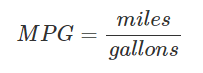 MPG = miles / gallons